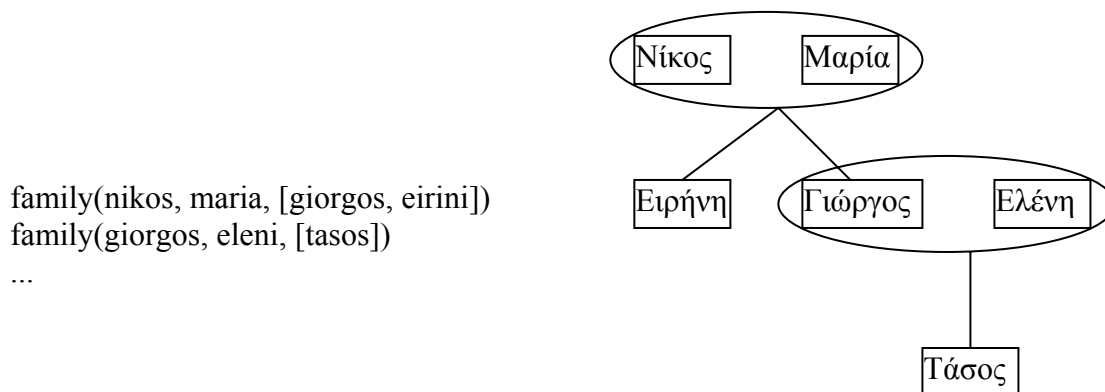 Νίκος Μαρία
family(nikos, maria, [giorgos, eirini])
family(giorgos, eleni, [tasos])
...
Ειρήνη Γιώργος Ελένη
Τάσος